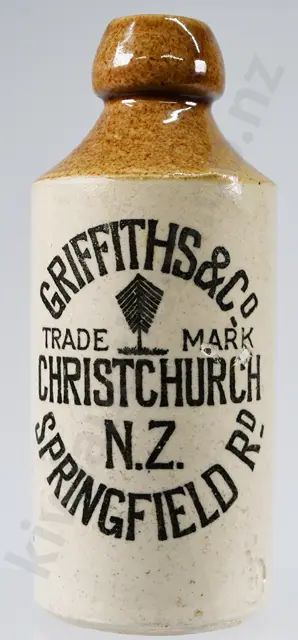 GRIFFITHS & Cº
TRADE MARK
CHRISTCHURCH
N.Z.
SPRINGFIELD Rᴰ.